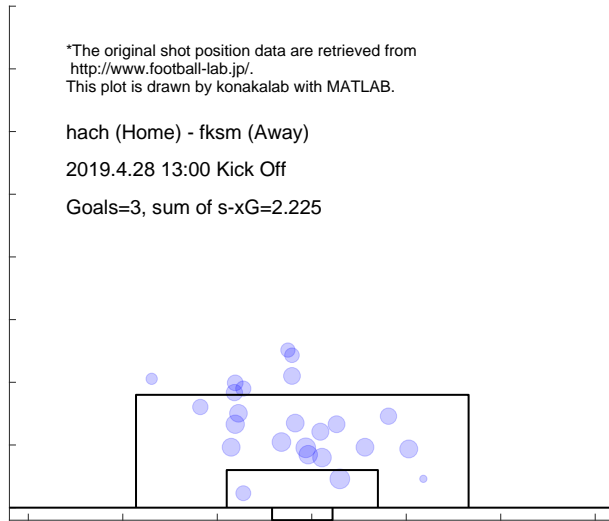 *The original shot position data are retrieved from
http://www.football-lab.jp/.
This plot is drawn by konakalab with MATLAB.
hach (Home) - fksm (Away)
2019.4.28 13:00 Kick Off
Goals=3, sum of s-xG=2.225